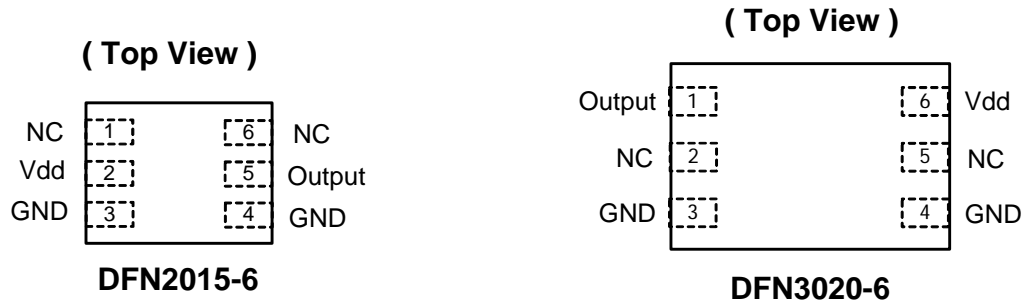 ( Top View )
NC 1 6 NC
Vdd 2 5 Output
GND 3 4 GND
DFN2015-6
( Top View )
Output 1 6 Vdd
NC 2 5 NC
GND 3 4 GND
DFN3020-6